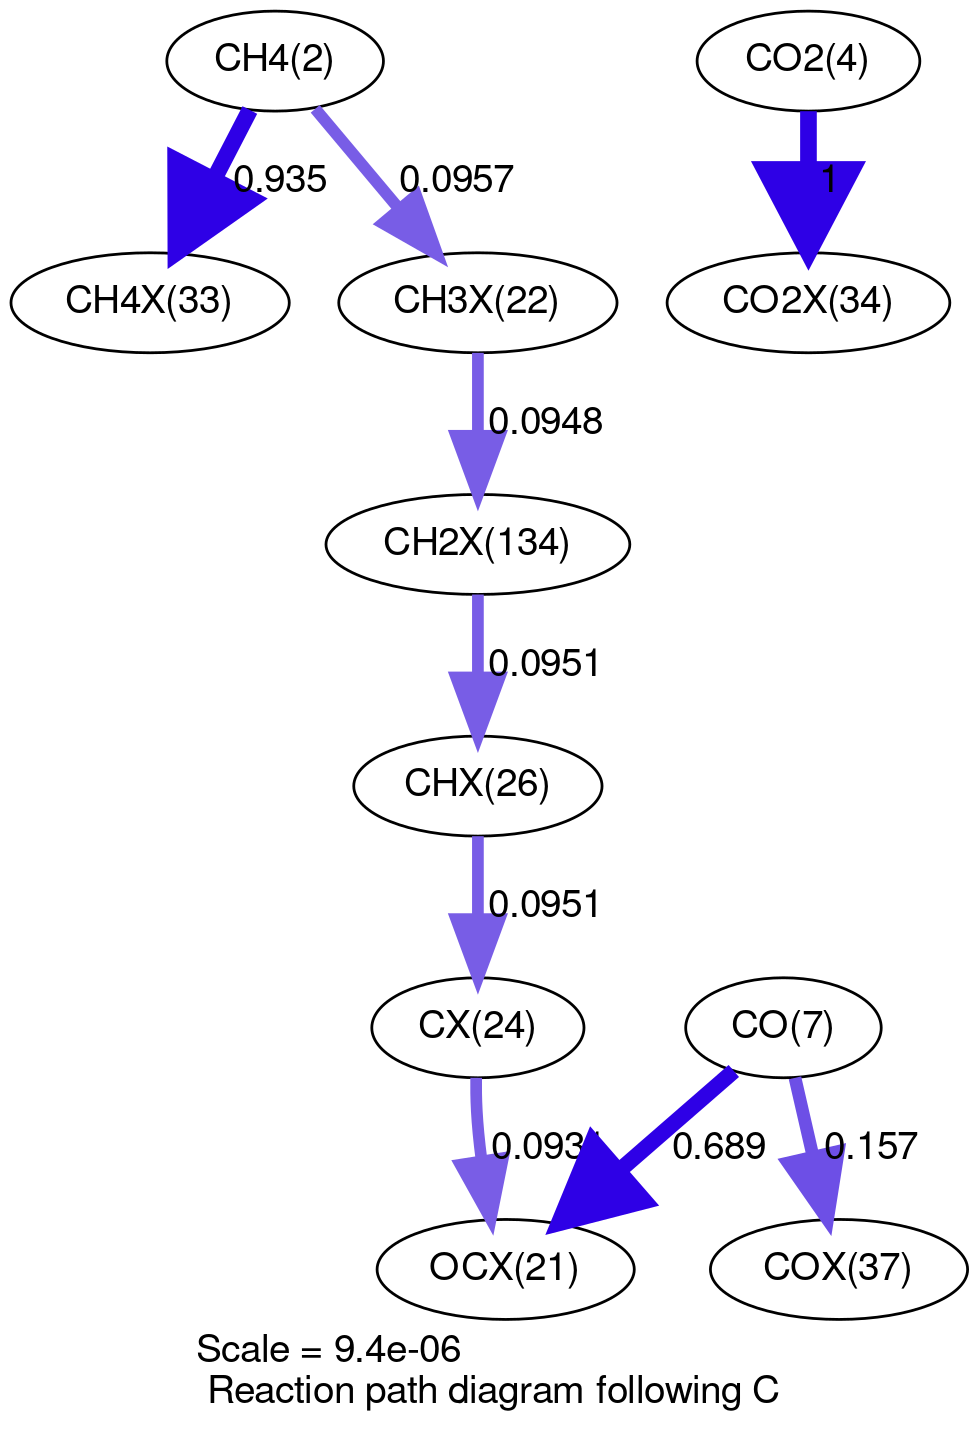 CH4(2)
CO2(4)
0.935
0.0957
1
CH4X(33)
CH3X(22)
CO2X(34)
0.0948
CH2X(134)
0.0951
CHX(26)
0.0951
CX(24)
CO(7)
0.689
0.157
OCX(21)
COX(37)
Scale = 9.4e-06
Reaction path diagram following C